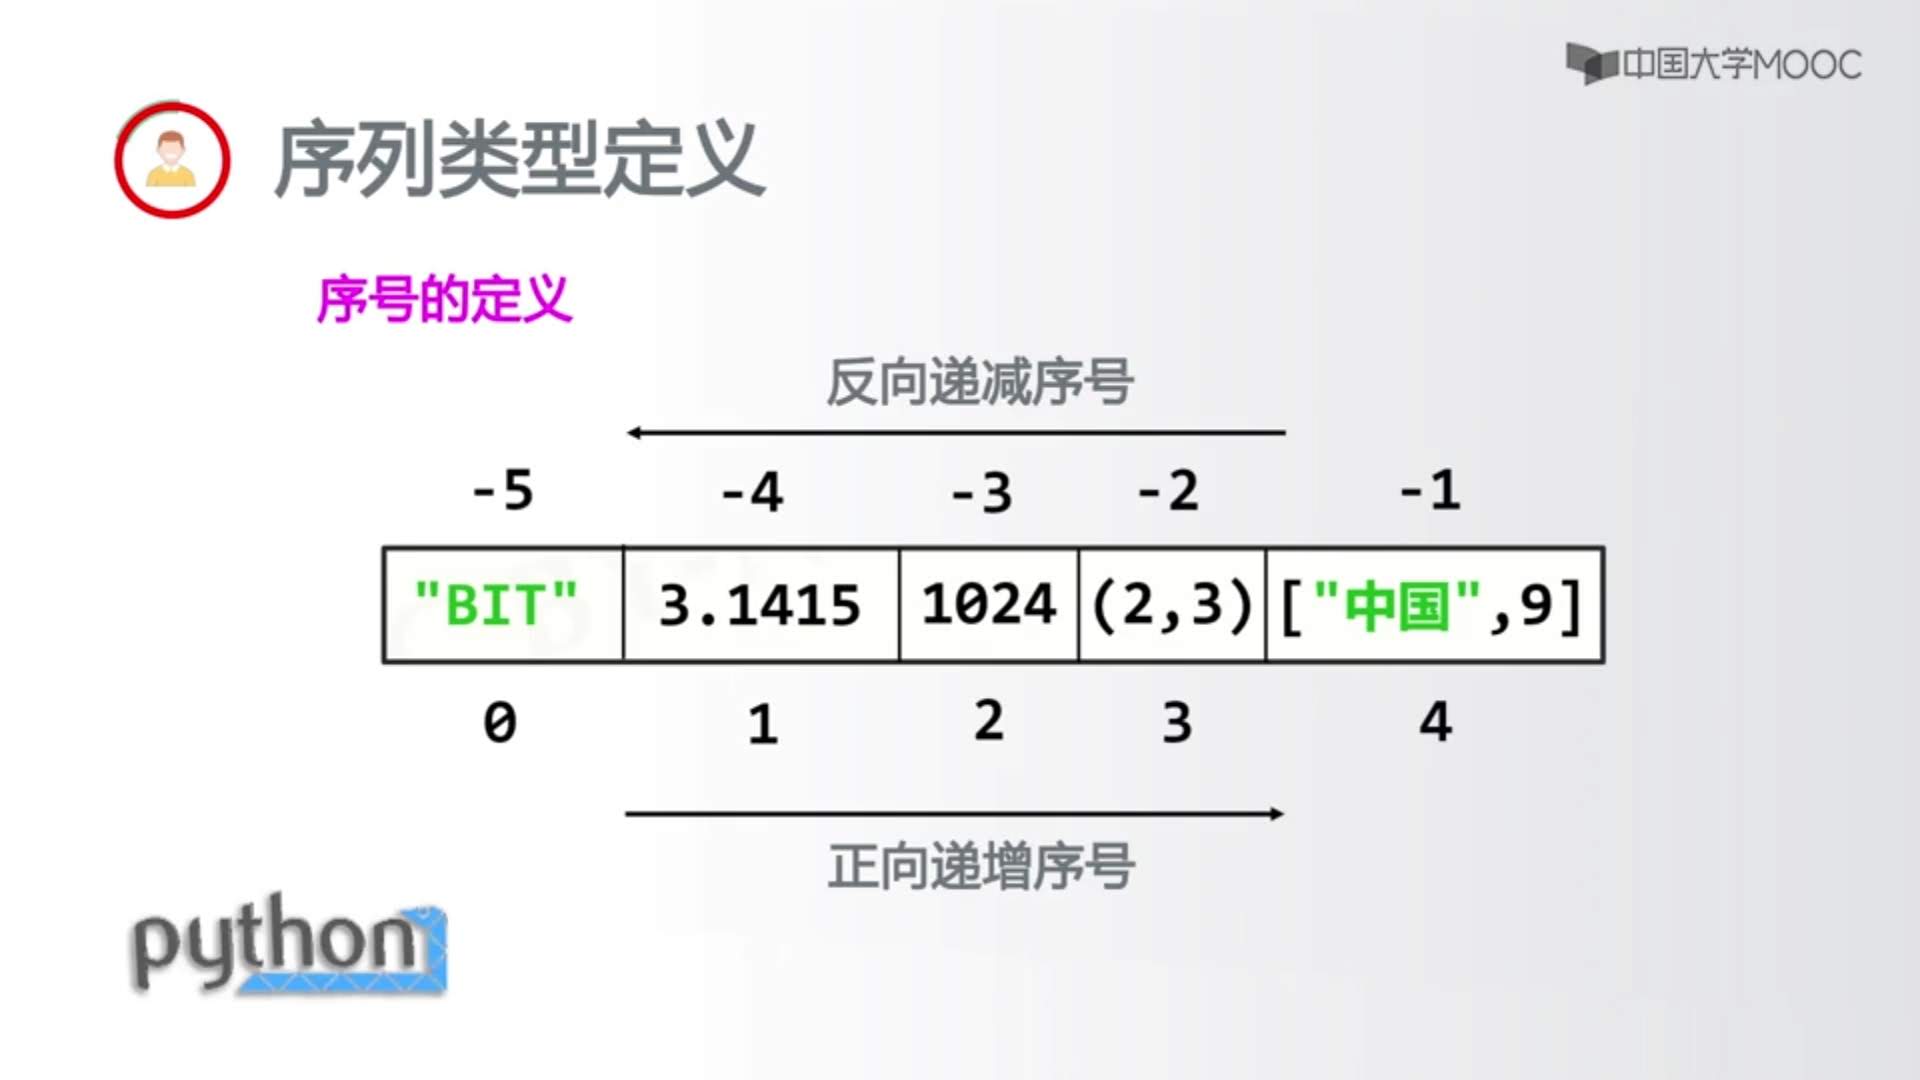 中国大学MOOC
序列类型定义
序号的定义
反向递减序号
-5 -4 -3 -2 -1
"BIT" 3.1415 1024 (2,3) ["中国",9]
0 1 2 3 4
正向递增序号
python